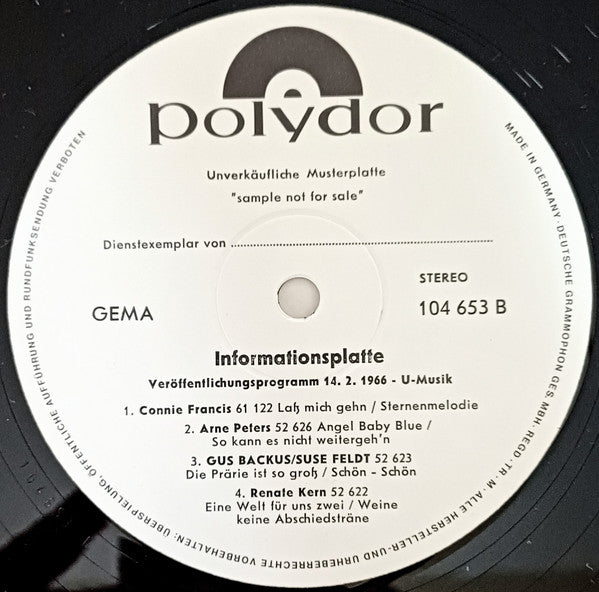 polydor
Unverkäufliche Musterplatte
"sample not for sale"
Dienstexemplar von ................................................................
STEREO
GEMA
104 653 B
Informationsplatte
Veröffentlichungsprogramm 14. 2. 1966 - U-Musik
1. Connie Francis 61 122 Laß mich gehn / Sternenmelodie
2. Arne Peters 52 626 Angel Baby Blue /
So kann es nicht weitergeh'n
3. GUS BACKUS/SUSE FELDT 52 623
Die Prärie ist so groß / Schön - Schön
4. Renate Kern 52 622
Eine Welt für uns zwei / Weine
keine Abschiedsträne
MADE IN GERMANY · DEUTSCHE GRAMMOPHON GES. MBH · REGD. TR. M. · ALLE HERSTELLER- UND URHEBERRECHTE VORBEHALTEN: ÜBERSPIELUNG, ÖFFENTLICHE AUFFÜHRUNG UND RUNDFUNKSENDUNG VERBOTEN